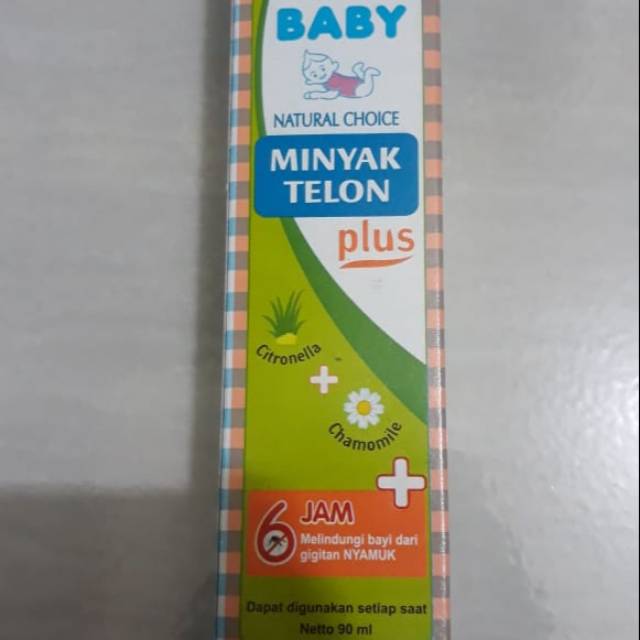 BABY
NATURAL CHOICE
MINYAK
TELON
plus
Citronella
+
Chamomile
+
6 JAM
Melindungi bayi dari
gigitan NYAMUK
Dapat digunakan setiap saat
Netto 90 ml